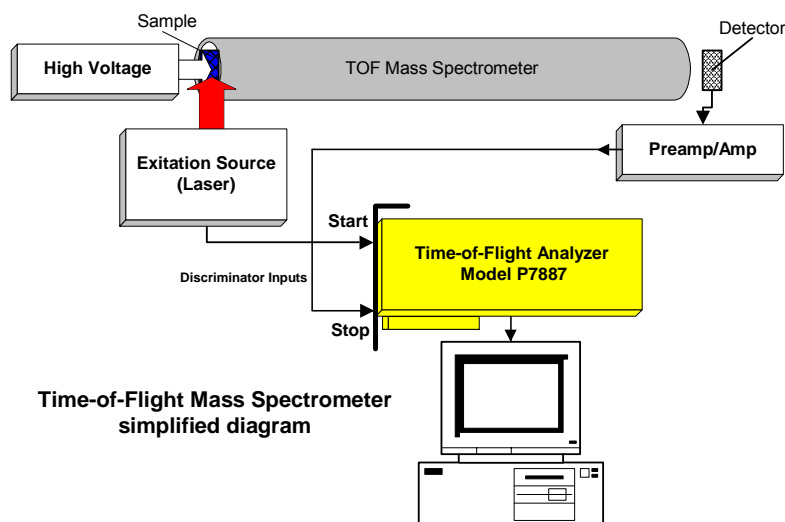 Sample
Detector
High Voltage
TOF Mass Spectrometer
Exitation Source
(Laser)
Preamp/Amp
Start
Time-of-Flight Analyzer
Model P7887
Discriminator Inputs
Stop
Time-of-Flight Mass Spectrometer
simplified diagram